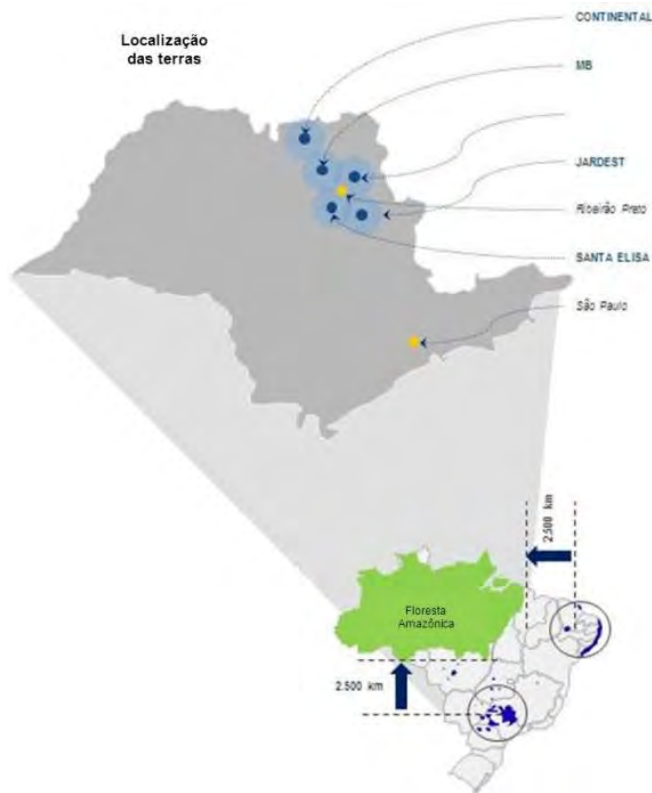 CONTINENTAL
Localização
das terras
MB
JARDEST
Ribeirão Preto
SANTA ELISA
São Paulo
2.500 km
Floresta
Amazônica
2.500 km